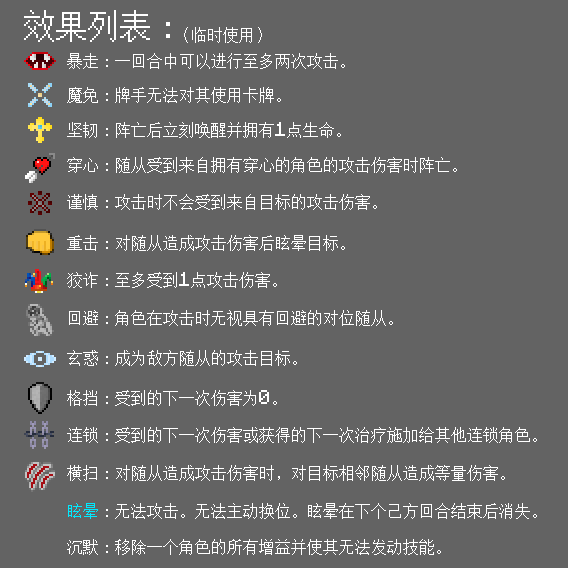 效果列表：(临时使用)
暴走：一回合中可以进行至多两次攻击。
魔免：牌手无法对其使用卡牌。
坚韧：阵亡后立刻唤醒并拥有1点生命。
穿心：随从受到来自拥有穿心的角色的攻击伤害时阵亡。
谨慎：攻击时不会受到来自目标的攻击伤害。
重击：对随从造成攻击伤害后眩晕目标。
狡诈：至多受到1点攻击伤害。
回避：角色在攻击时无视具有回避的对位随从。
玄惑：成为敌方随从的攻击目标。
格挡：受到的下一次伤害为0。
连锁：受到的下一次伤害或获得的下一次治疗施加给其他连锁角色。
横扫：对随从造成攻击伤害时，对目标相邻随从造成等量伤害。
眩晕：无法攻击。无法主动换位。眩晕在下个己方回合结束后消失。
沉默：移除一个角色的所有增益并使其无法发动技能。